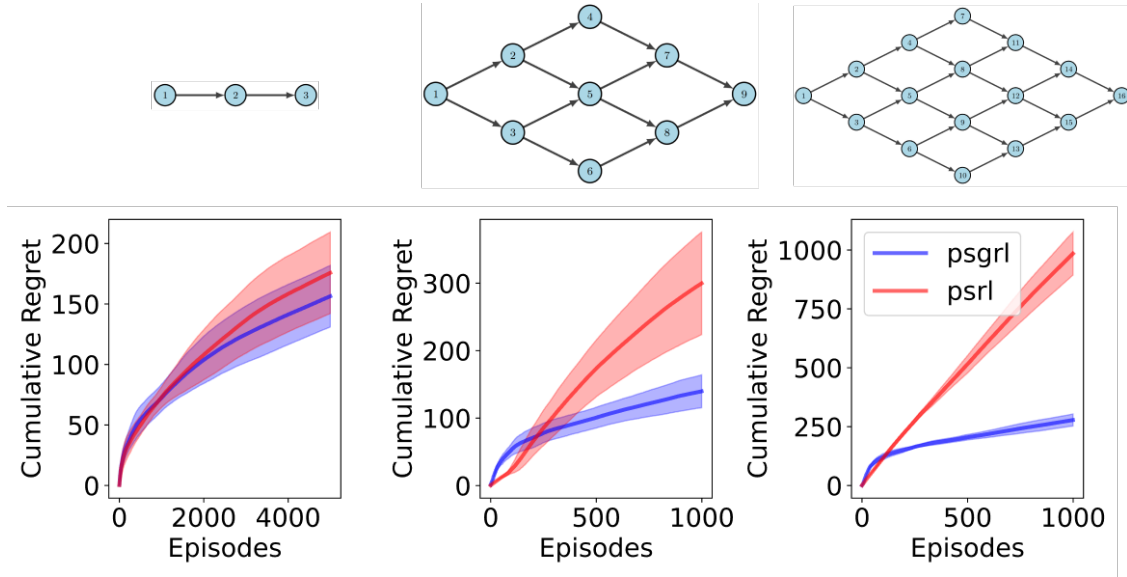 1 2 3
4
2 7
1 5 9
3 8
6
7
4 11
2 8 14
1 5 12 16
3 9 15
6 13
10
Cumulative Regret
200
150
100
50
0
0 2000 4000
Episodes
Cumulative Regret
300
200
100
0
0 500 1000
Episodes
Cumulative Regret
1000
750
500
250
0
0 500 1000
Episodes
psgrl
psrl